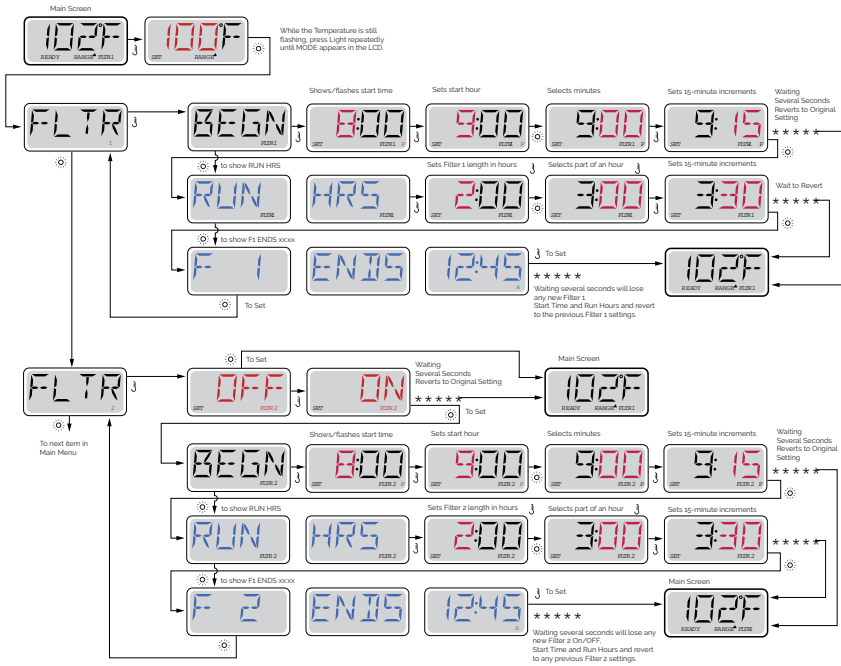 Main Screen
102°F
READY RANGE FLTR1
100°F
SET RANGE
While the Temperature is still
flashing, press Light repeatedly
until MODE appears in the LCD.
Shows/flashes start time
Sets start hour
Selects minutes
Sets 15-minute increments
Waiting
Several Seconds
Reverts to Original
Setting
FLTR
1
BEGN
FLTR1
8:00
SET FLTR1 P
9:00
SET FLTR1 P
9:00
SET FLTR1 P
9:15
SET FLTR1 P
* * * * *
to show RUN HRS
Sets Filter 1 length in hours
Selects part of an hour
Sets 15-minute increments
RUN
FLTR1
HRS
FLTR1
2:00
SET FLTR1
3:00
SET FLTR1
3:30
SET FLTR1
Wait to Revert
* * * * *
to show F1 ENDS xx:xx
F 1
ENDS
12:45
A
To Set
* * * * *
Waiting several seconds will lose
any new Filter 1
Start Time and Run Hours and revert
to the previous Filter 1 settings.
102°F
READY RANGE FLTR1
To Set
FLTR
2
To next item in
Main Menu
To Set
OFF
SET FLTR2
ON
SET FLTR2
Waiting
Several Seconds
Reverts to Original Setting
* * * * *
To Set
Main Screen
102°F
READY RANGE FLTR1
Shows/flashes start time
Sets start hour
Selects minutes
Sets 15-minute increments
Waiting
Several Seconds
Reverts to Original
Setting
BEGN
FLTR2
8:00
SET FLTR2 P
9:00
SET FLTR2 P
9:00
SET FLTR2 P
9:15
SET FLTR2 P
* * * * *
to show RUN HRS
Sets Filter 2 length in hours
Selects part of an hour
Sets 15-minute increments
RUN
FLTR2
HRS
FLTR2
2:00
SET FLTR2
3:00
SET FLTR2
3:30
SET FLTR2
* * * * *
to show F1 ENDS xx:xx
F 2
ENDS
12:45
A
To Set
* * * * *
Waiting several seconds will lose any
new Filter 2 On/OFF,
Start Time and Run Hours and revert
to any previous Filter 2 settings.
Main Screen
102°F
READY RANGE FLTR1